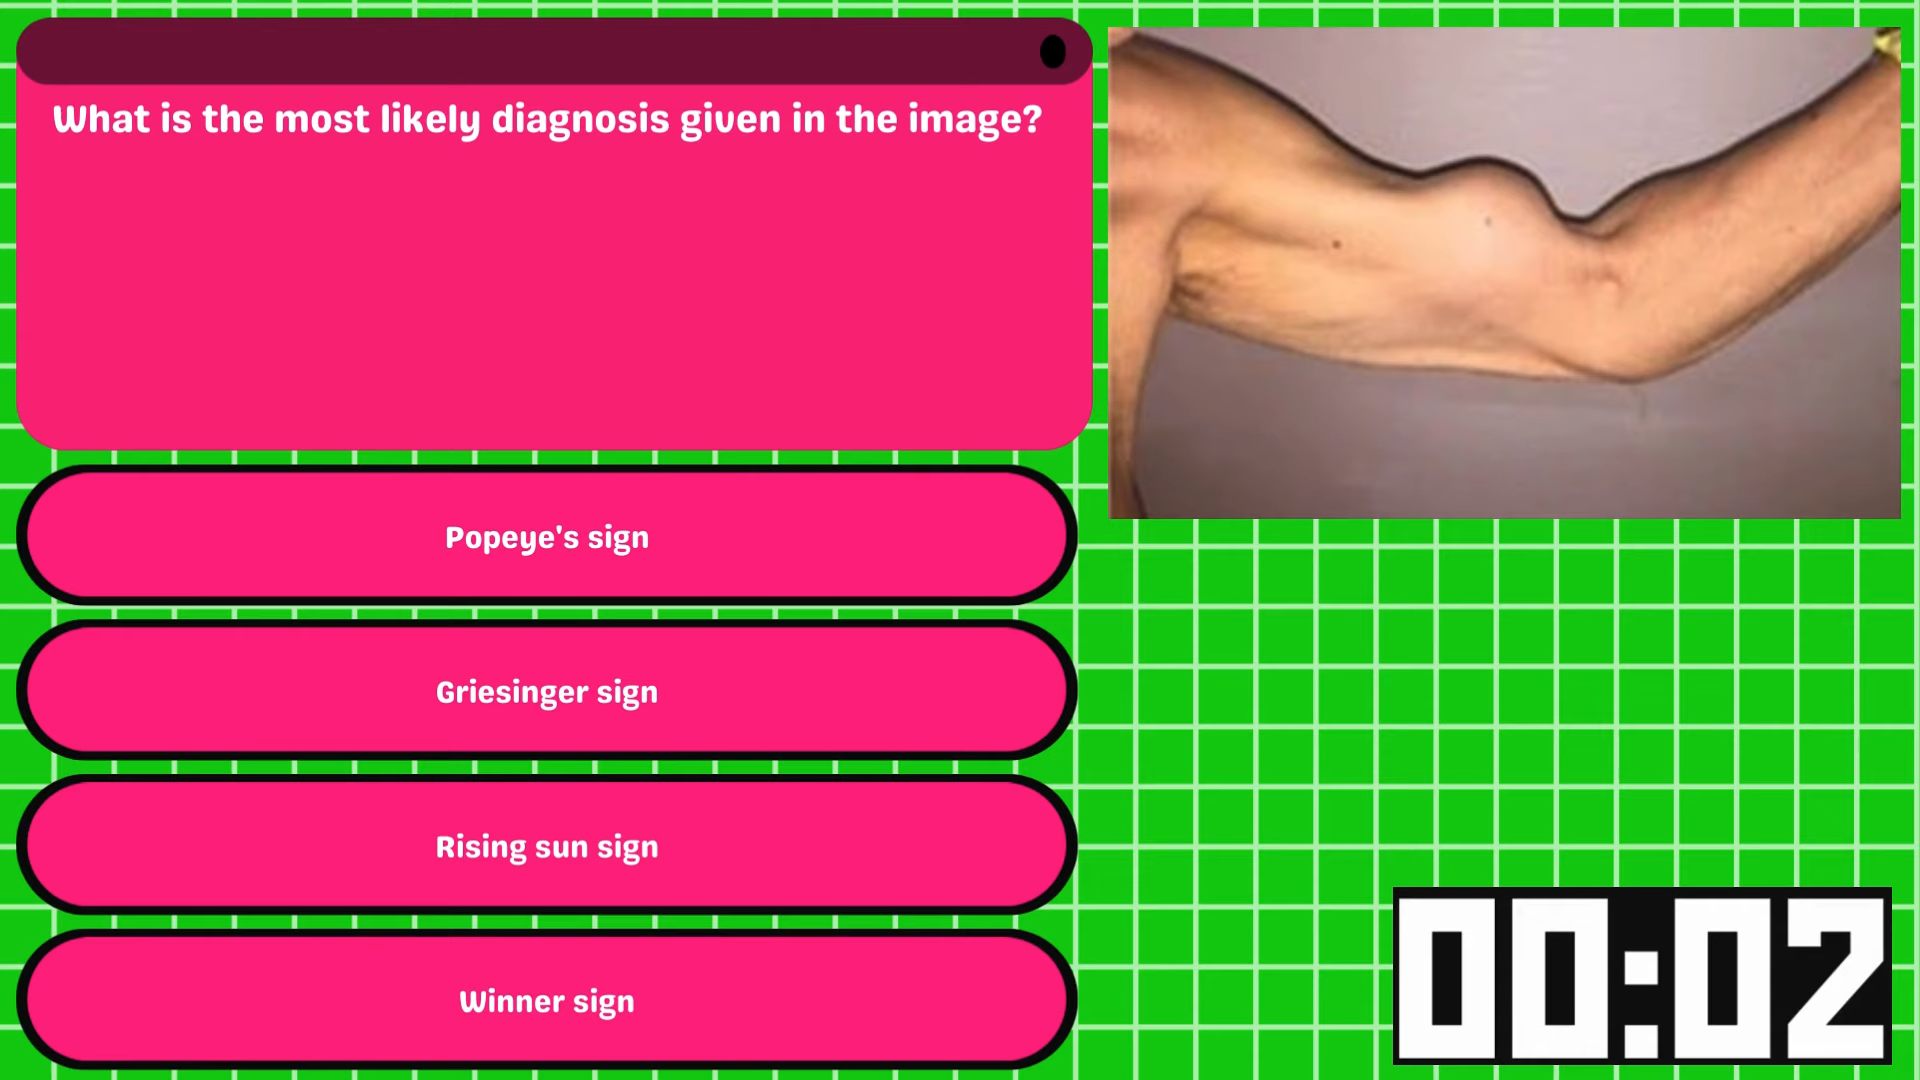 What is the most likely diagnosis given in the image?
Popeye's sign
Griesinger sign
Rising sun sign
Winner sign
00:02